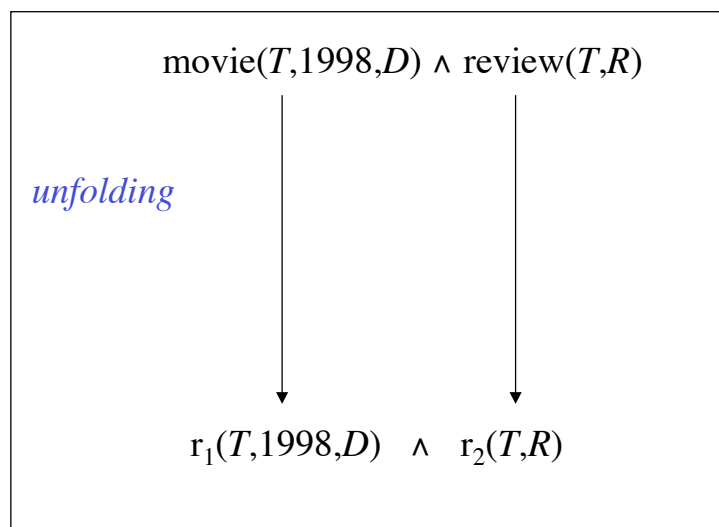 movie(T,1998,D) ∧ review(T,R)
unfolding
r₁(T,1998,D) ∧ r₂(T,R)